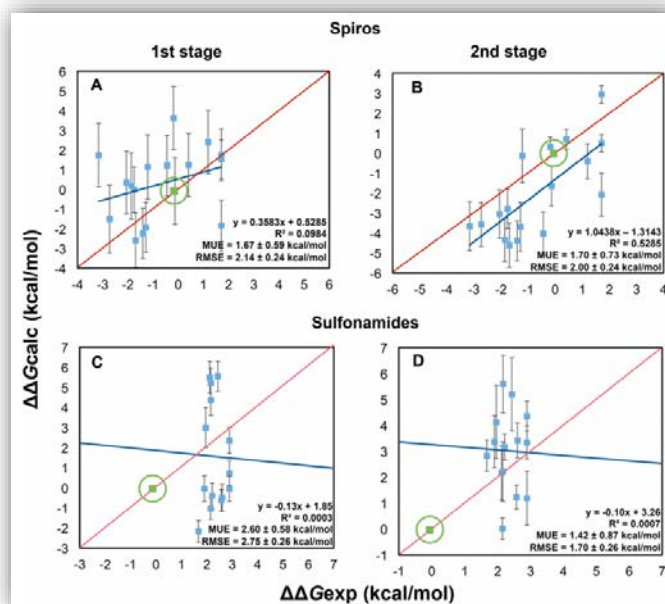 Spiros
1st stage
2nd stage
A
6
5
4
3
2
1
0
-1
-2
-3
-4
-4 -3 -2 -1 0 1 2 3 4 5 6
y = 0.3583x + 0.5285
R² = 0.0984
MUE = 1.67 ± 0.59 kcal/mol
RMSE = 2.14 ± 0.24 kcal/mol
B
4
3
2
1
0
-1
-2
-3
-4
-5
-6
-6 -5 -4 -3 -2 -1 0 1 2 3 4
y = 1.0438x – 1.3143
R² = 0.5285
MUE = 1.70 ± 0.73 kcal/mol
RMSE = 2.00 ± 0.24 kcal/mol
ΔΔGcalc (kcal/mol)
Sulfonamides
C
7
6
5
4
3
2
1
0
-1
-2
-3
-3 -2 -1 0 1 2 3 4 5 6 7
y = -0.13x + 1.85
R² = 0.0003
MUE = 2.60 ± 0.58 kcal/mol
RMSE = 2.75 ± 0.26 kcal/mol
D
7
6
5
4
3
2
1
0
-1
-1 0 1 2 3 4 5 6 7
y = -0.10x + 3.26
R² = 0.0007
MUE = 1.42 ± 0.87 kcal/mol
RMSE = 1.70 ± 0.26 kcal/mol
ΔΔGexp (kcal/mol)